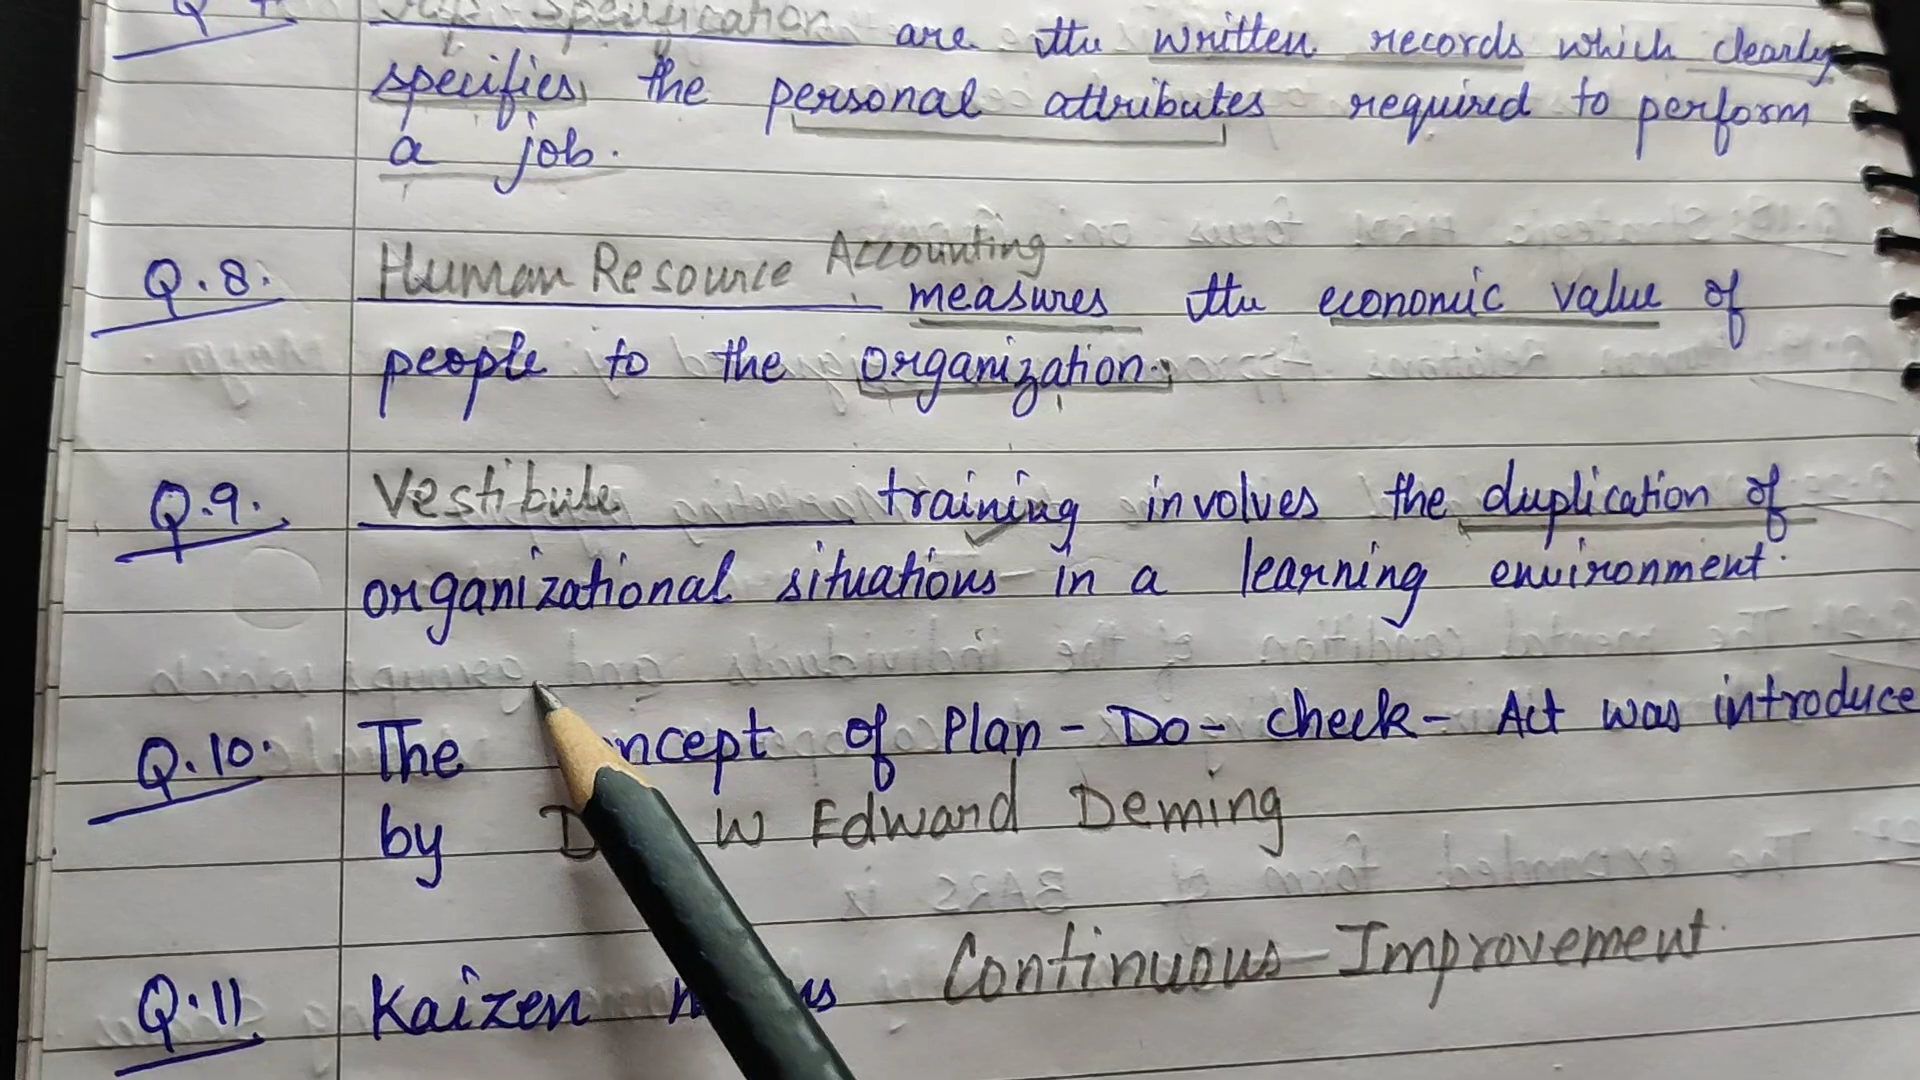 Specification are the written records which clearly
specifies the personal attributes required to perform
a job.
Q.8. Human Resource Accounting measures the economic value of
people to the organization.
Q.9. Vestibule training involves the duplication of
organizational situations in a learning environment.
Q.10. The ncept of Plan - Do - check - Act was introduce
by D W Edward Deming
Q.11. Kaizen Continuous Improvement.